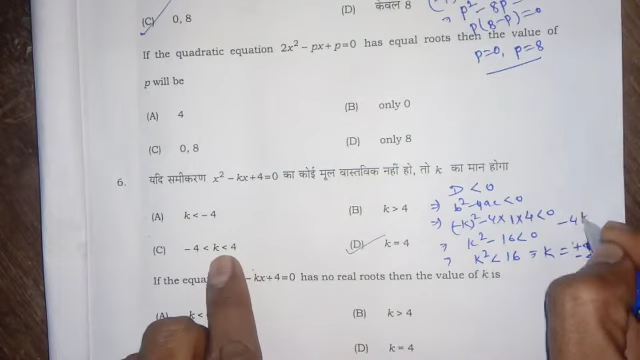 (C) 0, 8
(D) केवल 8
p² - 8p =
⇒ p(8-p)=0
If the quadratic equation 2x² − px + p = 0 has equal roots then the value of
p will be
p=0, p=8
(A) 4
(B) only 0
(C) 0, 8
(D) only 8
6. यदि समीकरण x² − kx + 4 = 0 का कोई मूल वास्तविक नहीं हो, तो k का मान होगा
D < 0
(A) k < − 4
(B) k > 4
⇒ b² - 4ac < 0
⇒ (-k)² - 4×1×4 < 0
(C) − 4 < k < 4
(D) k = 4
⇒ k² - 16 < 0
-4k
⇒ k² < 16 ⇒ k = ±
If the equa kx + 4 = 0 has no real roots then the value of k is
(A) k <
(B) k > 4
(D) k = 4